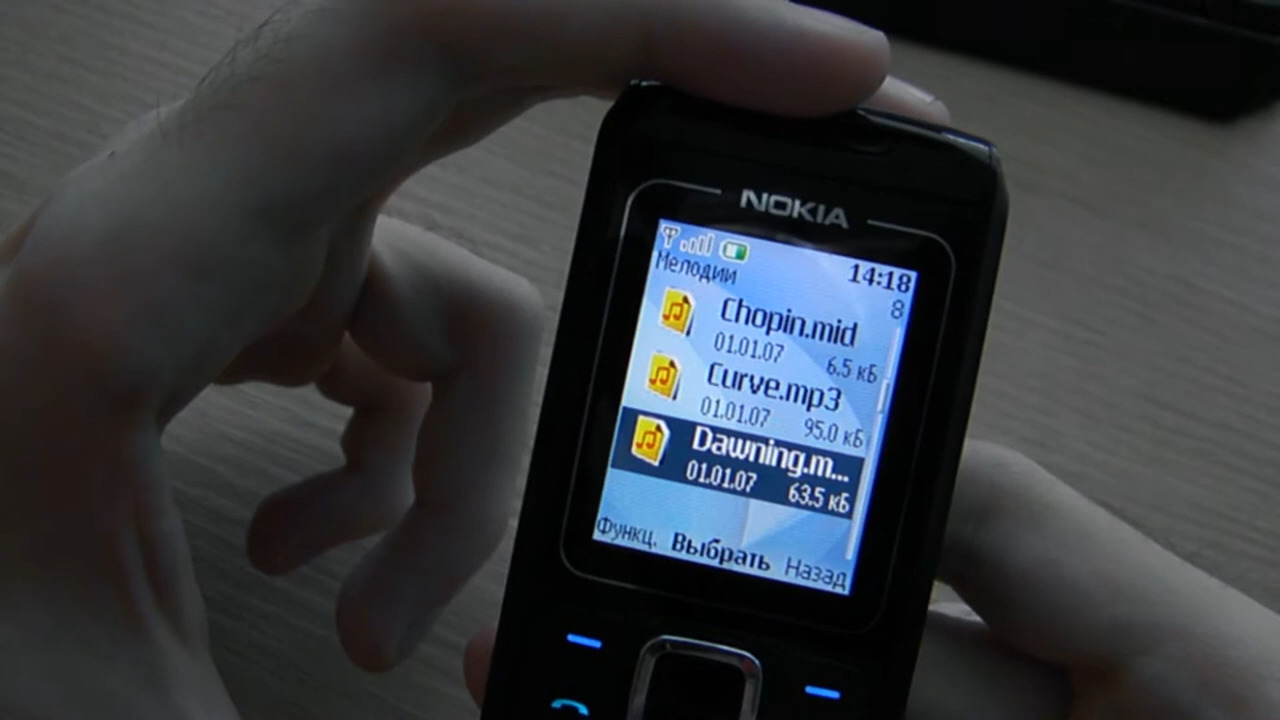 NOKIA
14:18
Мелодии
8
Chopin.mid
01.01.07 6.5 кБ
Curve.mp3
01.01.07 95.0 кБ
Dawning.m...
01.01.07 63.5 кБ
Функц. Выбрать Назад